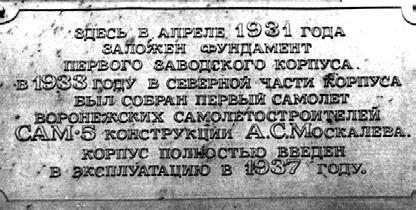 ЗДЕСЬ В АПРЕЛЕ 1931 ГОДА
ЗАЛОЖЕН ФУНДАМЕНТ
ПЕРВОГО ЗАВОДСКОГО КОРПУСА.
В 1933 ГОДУ В СЕВЕРНОЙ ЧАСТИ КОРПУСА
БЫЛ СОБРАН ПЕРВЫЙ САМОЛЕТ
ВОРОНЕЖСКИХ САМОЛЕТОСТРОИТЕЛЕЙ
САМ-5 КОНСТРУКЦИИ А.С.МОСКАЛЕВА.
КОРПУС ПОЛНОСТЬЮ ВВЕДЕН
В ЭКСПЛУАТАЦИЮ В 1937 ГОДУ.